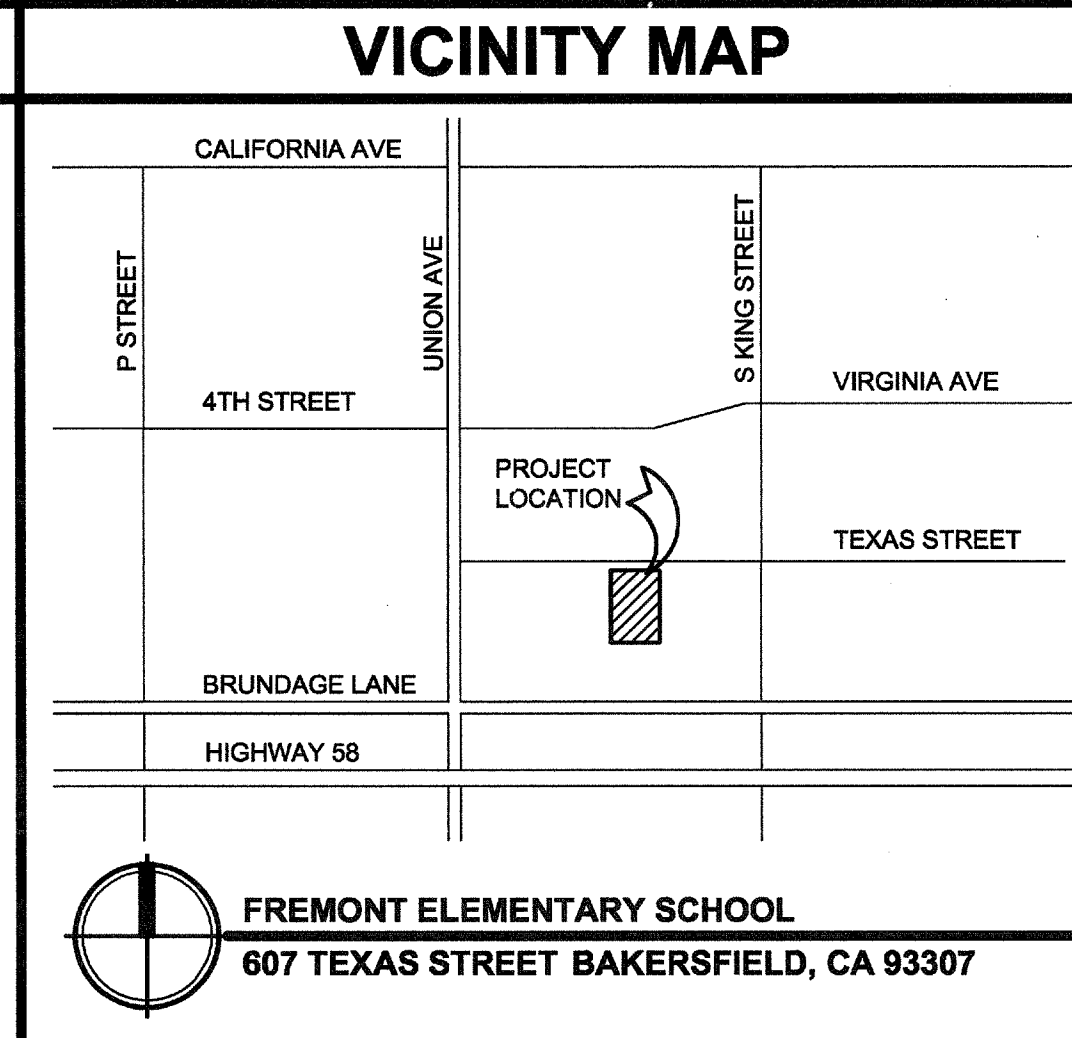 VICINITY MAP
CALIFORNIA AVE
P STREET
UNION AVE
S KING STREET
4TH STREET
VIRGINIA AVE
PROJECT
LOCATION
TEXAS STREET
BRUNDAGE LANE
HIGHWAY 58
FREMONT ELEMENTARY SCHOOL
607 TEXAS STREET BAKERSFIELD, CA 93307